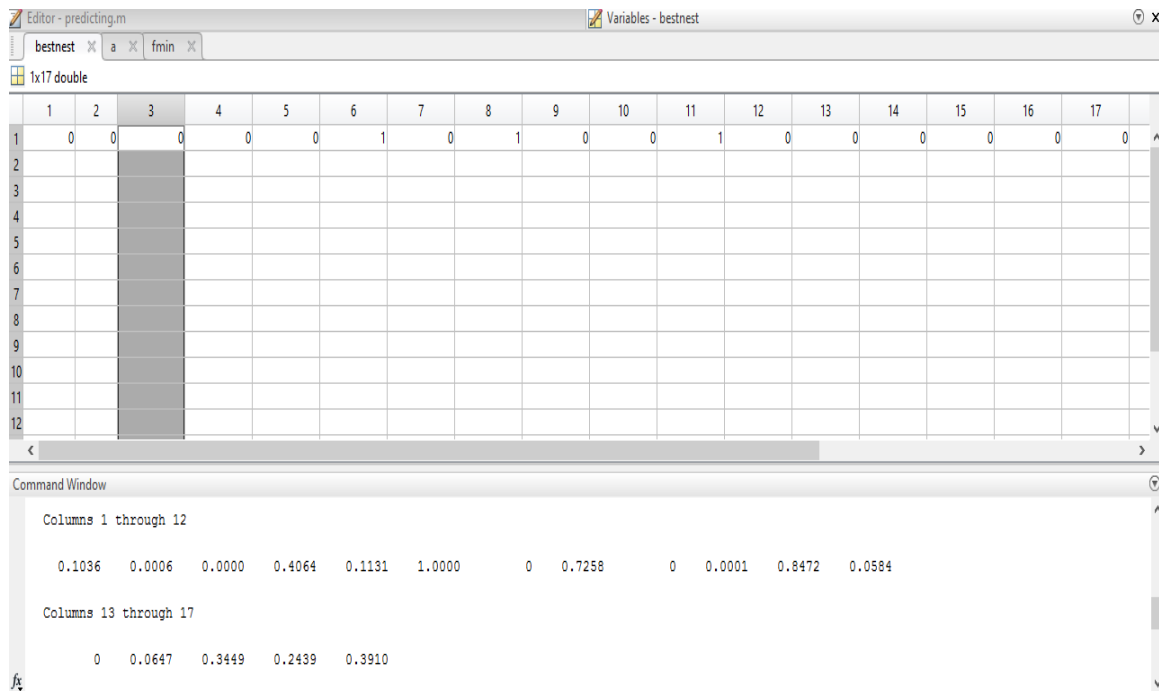 Editor - predicting.m Variables - bestnest
bestnest a fmin
1x17 double
1 2 3 4 5 6 7 8 9 10 11 12 13 14 15 16 17
1 0 0 0 0 0 1 0 1 0 0 1 0 0 0 0 0 0
2
3
4
5
6
7
8
9
10
11
12
Command Window
Columns 1 through 12
0.1036 0.0006 0.0000 0.4064 0.1131 1.0000 0 0.7258 0 0.0001 0.8472 0.0584
Columns 13 through 17
0 0.0647 0.3449 0.2439 0.3910
fx